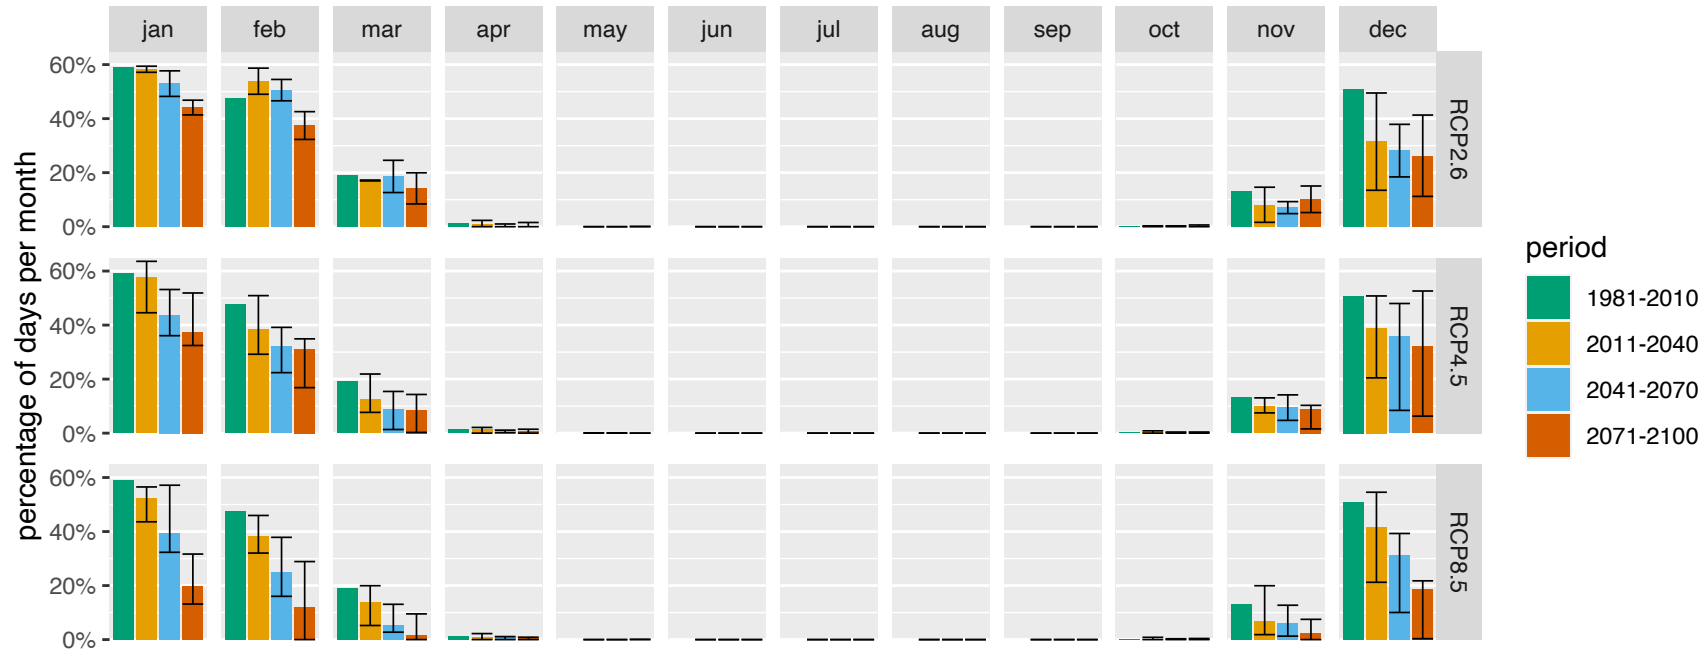 jan feb mar apr may jun jul aug sep oct nov dec
percentage of days per month
60%
40%
20%
0%
RCP2.6
60%
40%
20%
0%
RCP4.5
60%
40%
20%
0%
RCP8.5
period
1981-2010
2011-2040
2041-2070
2071-2100